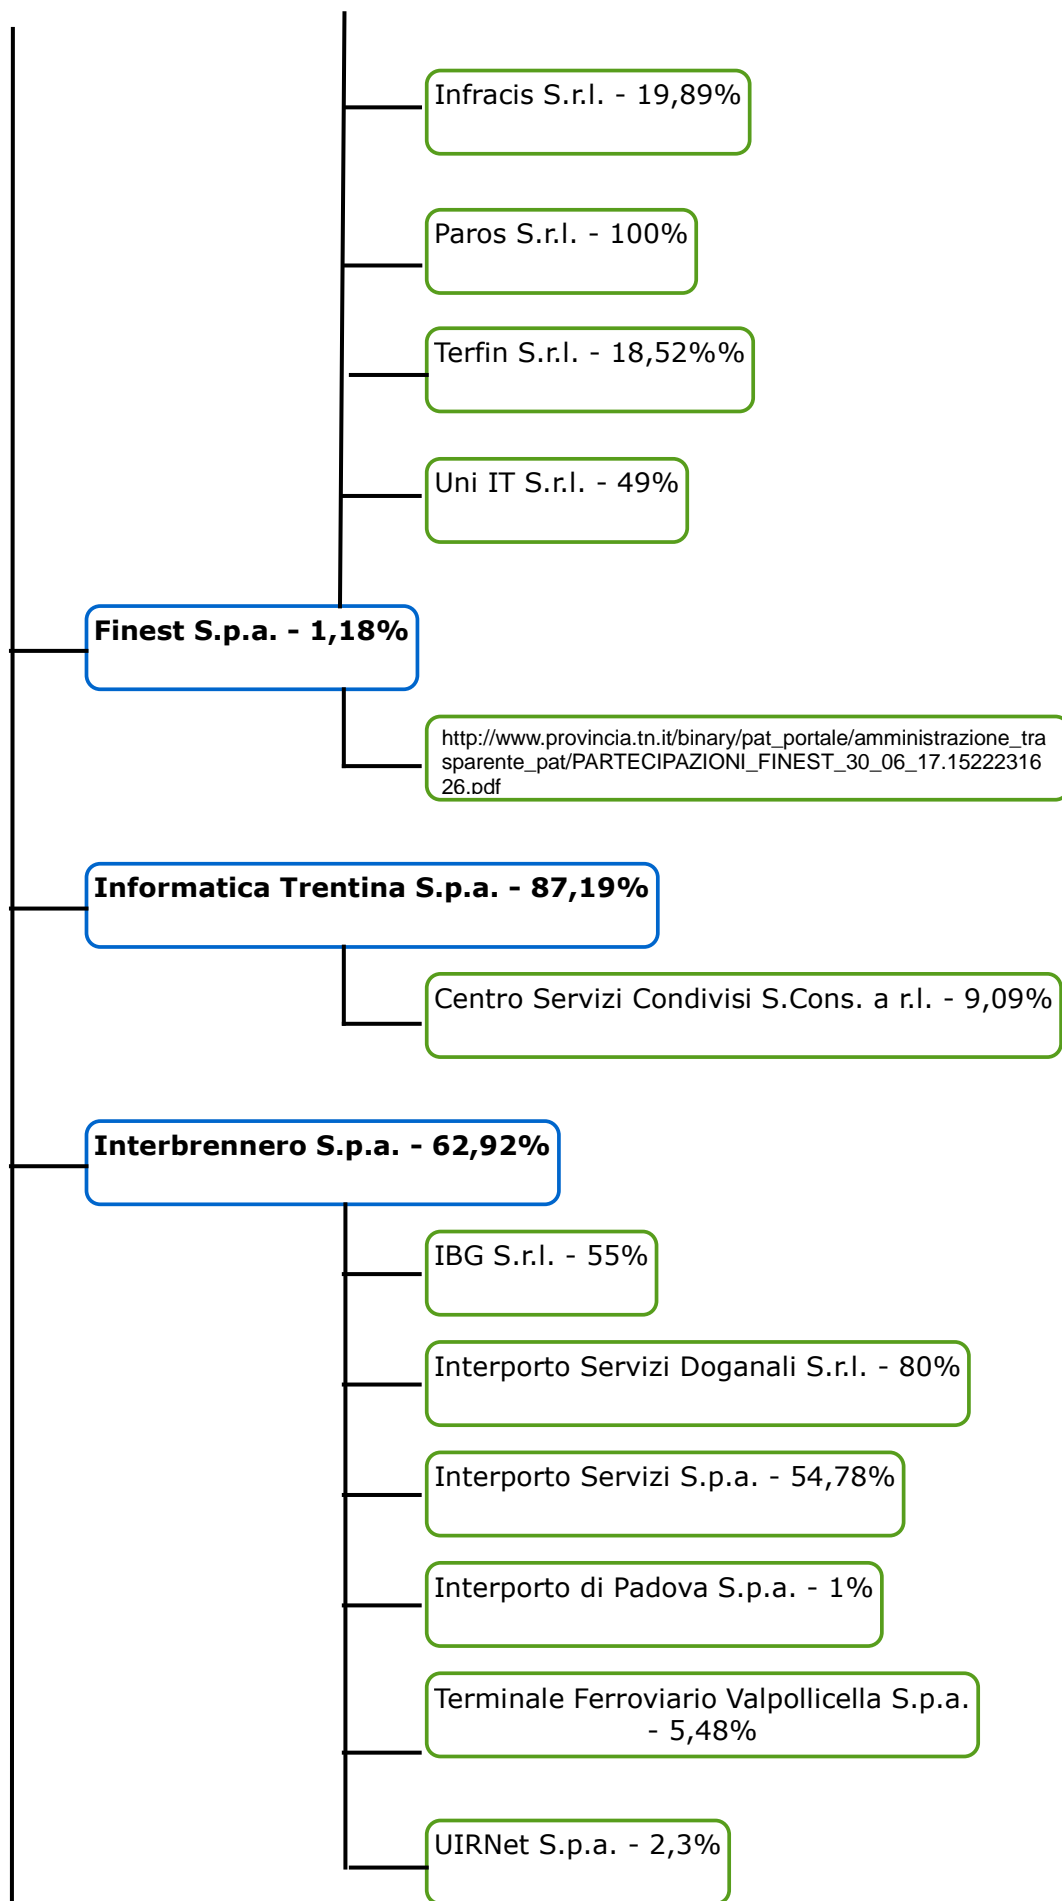 Infracis S.r.l. - 19,89%
Paros S.r.l. - 100%
Terfin S.r.l. - 18,52%%
Uni IT S.r.l. - 49%
Finest S.p.a. - 1,18%
http://www.provincia.tn.it/binary/pat_portale/amministrazione_tra
sparente_pat/PARTECIPAZIONI_FINEST_30_06_17.15222316
26.pdf
Informatica Trentina S.p.a. - 87,19%
Centro Servizi Condivisi S.Cons. a r.l. - 9,09%
Interbrennero S.p.a. - 62,92%
IBG S.r.l. - 55%
Interporto Servizi Doganali S.r.l. - 80%
Interporto Servizi S.p.a. - 54,78%
Interporto di Padova S.p.a. - 1%
Terminale Ferroviario Valpollicella S.p.a.
- 5,48%
UIRNet S.p.a. - 2,3%